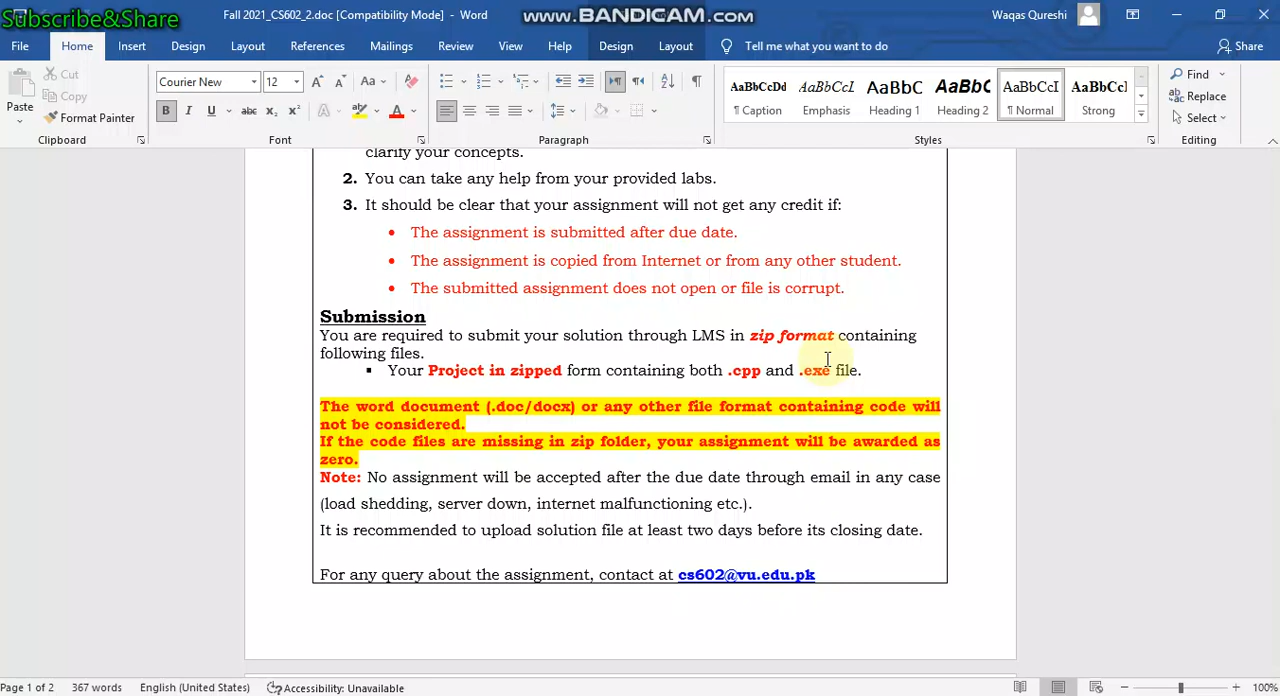 Subscribe&Share
Fall 2021_CS602_2.doc [Compatibility Mode] - Word
www.BANDICAM.com
Waqas Qureshi
File Home Insert Design Layout References Mailings Review View Help Design Layout Tell me what you want to do Share
Paste
Cut
Copy
Format Painter
Clipboard
Courier New 12
Font
Paragraph
AaBbCcDd AaBbCcI AaBbC AaBbC AaBbCcI AaBbCcl
¶ Caption Emphasis Heading 1 Heading 2 ¶ Normal Strong
Styles
Find
Replace
Select
Editing
clarify your concepts.
2. You can take any help from your provided labs.
3. It should be clear that your assignment will not get any credit if:
• The assignment is submitted after due date.
• The assignment is copied from Internet or from any other student.
• The submitted assignment does not open or file is corrupt.
Submission
You are required to submit your solution through LMS in zip format containing
following files.
▪ Your Project in zipped form containing both .cpp and .exe file.
The word document (.doc/docx) or any other file format containing code will
not be considered.
If the code files are missing in zip folder, your assignment will be awarded as
zero.
Note: No assignment will be accepted after the due date through email in any case
(load shedding, server down, internet malfunctioning etc.).
It is recommended to upload solution file at least two days before its closing date.
For any query about the assignment, contact at cs602@vu.edu.pk
Page 1 of 2 367 words English (United States) Accessibility: Unavailable 100%